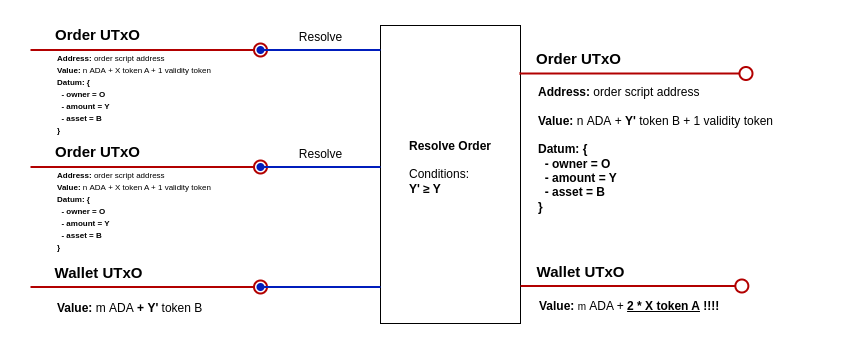 Order UTxO
Resolve
Address: order script address
Value: n ADA + X token A + 1 validity token
Datum: {
- owner = O
- amount = Y
- asset = B
}
Order UTxO
Resolve
Address: order script address
Value: n ADA + X token A + 1 validity token
Datum: {
- owner = O
- amount = Y
- asset = B
}
Wallet UTxO
Value: m ADA + Y' token B
Resolve Order
Conditions:
Y' ≥ Y
Order UTxO
Address: order script address
Value: n ADA + Y' token B + 1 validity token
Datum: {
- owner = O
- amount = Y
- asset = B
}
Wallet UTxO
Value: m ADA + 2 * X token A !!!!